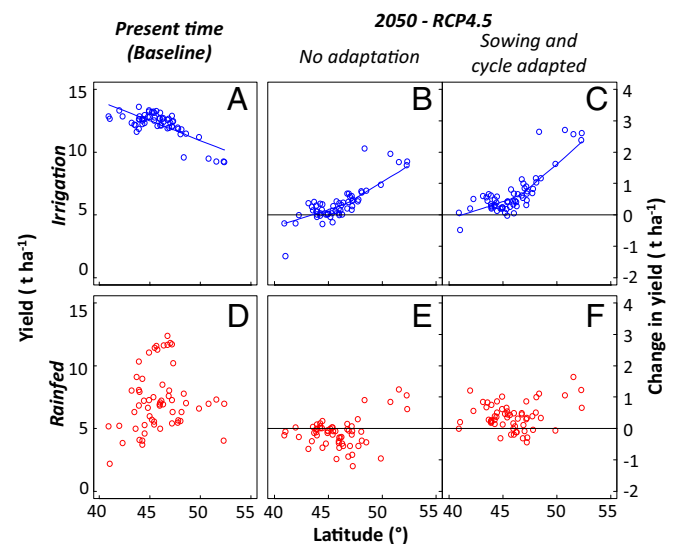 Present time
(Baseline)
2050 - RCP4.5
No adaptation
Sowing and
cycle adapted
Yield ( t ha-1)
Irrigation
Rainfed
Change in yield ( t ha-1)
15
10
5
0
A
B
C
4
3
2
1
0
-1
-2
15
10
5
0
D
E
F
4
3
2
1
0
-1
-2
40 45 50 55 40 45 50 55 40 45 50 55
Latitude (°)